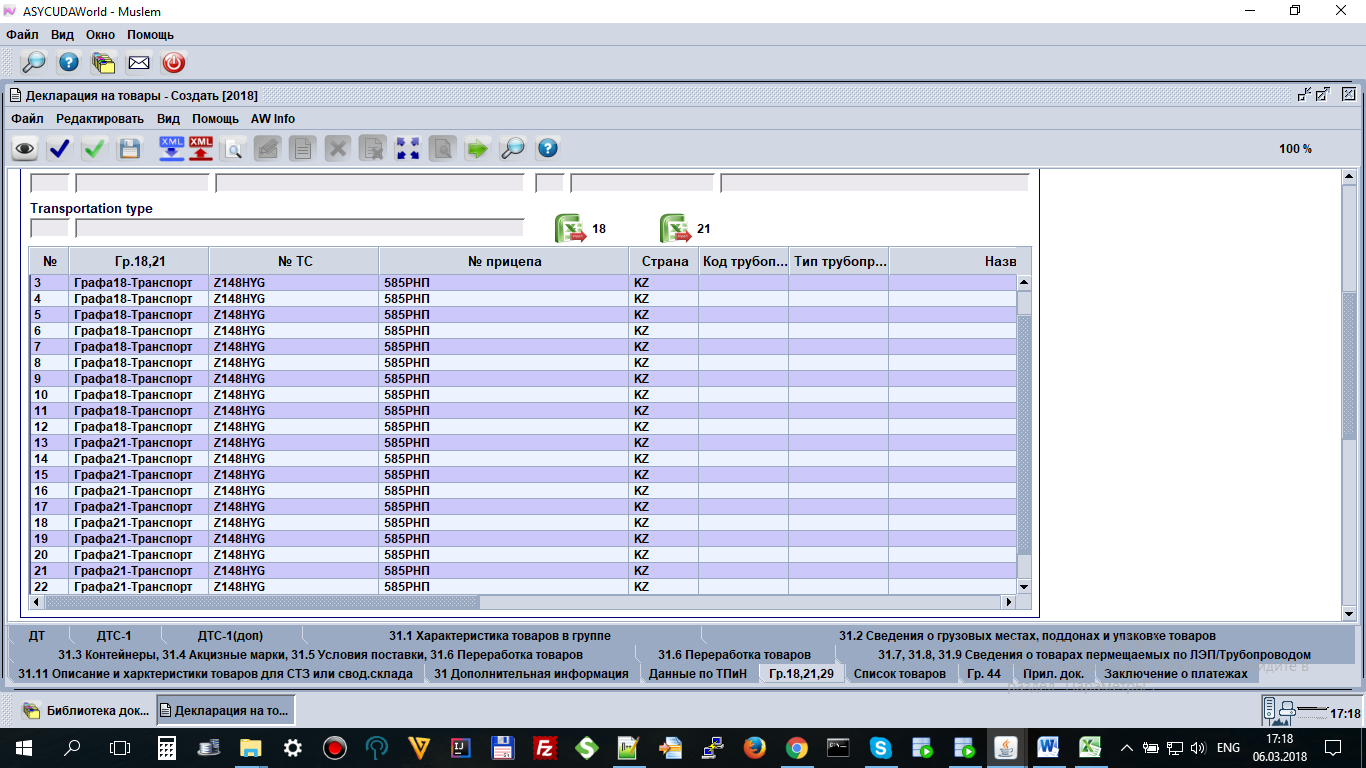 ASYCUDAWorld - Muslem
Файл Вид Окно Помощь
Декларация на товары - Создать [2018]
Файл Редактировать Вид Помощь AW Info
XML XML 100 %
Transportation type
18 21
№ Гр.18,21 № ТС № прицепа Страна Код трубоп... Тип трубопр... Назв
3 Графа18-Транспорт Z148HYG 585РНП KZ
4 Графа18-Транспорт Z148HYG 585РНП KZ
5 Графа18-Транспорт Z148HYG 585РНП KZ
6 Графа18-Транспорт Z148HYG 585РНП KZ
7 Графа18-Транспорт Z148HYG 585РНП KZ
8 Графа18-Транспорт Z148HYG 585РНП KZ
9 Графа18-Транспорт Z148HYG 585РНП KZ
10 Графа18-Транспорт Z148HYG 585РНП KZ
11 Графа18-Транспорт Z148HYG 585РНП KZ
12 Графа18-Транспорт Z148HYG 585РНП KZ
13 Графа21-Транспорт Z148HYG 585РНП KZ
14 Графа21-Транспорт Z148HYG 585РНП KZ
15 Графа21-Транспорт Z148HYG 585РНП KZ
16 Графа21-Транспорт Z148HYG 585РНП KZ
17 Графа21-Транспорт Z148HYG 585РНП KZ
18 Графа21-Транспорт Z148HYG 585РНП KZ
19 Графа21-Транспорт Z148HYG 585РНП KZ
20 Графа21-Транспорт Z148HYG 585РНП KZ
21 Графа21-Транспорт Z148HYG 585РНП KZ
22 Графа21-Транспорт Z148HYG 585РНП KZ
ДТ ДТС-1 ДТС-1(доп) 31.1 Характеристика товаров в группе 31.2 Сведения о грузовых местах, поддонах и упаковке товаров
31.3 Контейнеры, 31.4 Акцизные марки, 31.5 Условия поставки, 31.6 Переработка товаров 31.6 Переработка товаров 31.7, 31.8, 31.9 Сведения о товарах пермещаемых по ЛЭП/Трубопроводом
31.11 Описание и харктеристики товаров для СТЗ или свод.склада 31 Дополнительная информация Данные по ТПиН Гр.18,21,29 Список товаров Гр. 44 Прил. док. Заключение о платежах
Библиотека док... Декларация на то... 17:18
ENG 17:18
06.03.2018